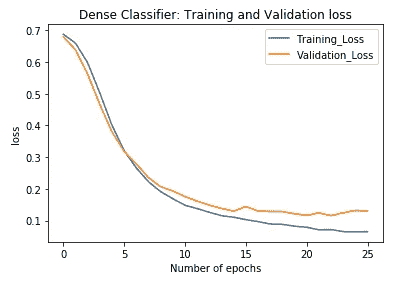 Dense Classifier: Training and Validation loss
Training_Loss
Validation_Loss
loss
0.7
0.6
0.5
0.4
0.3
0.2
0.1
0
5
10
15
20
25
Number of epochs